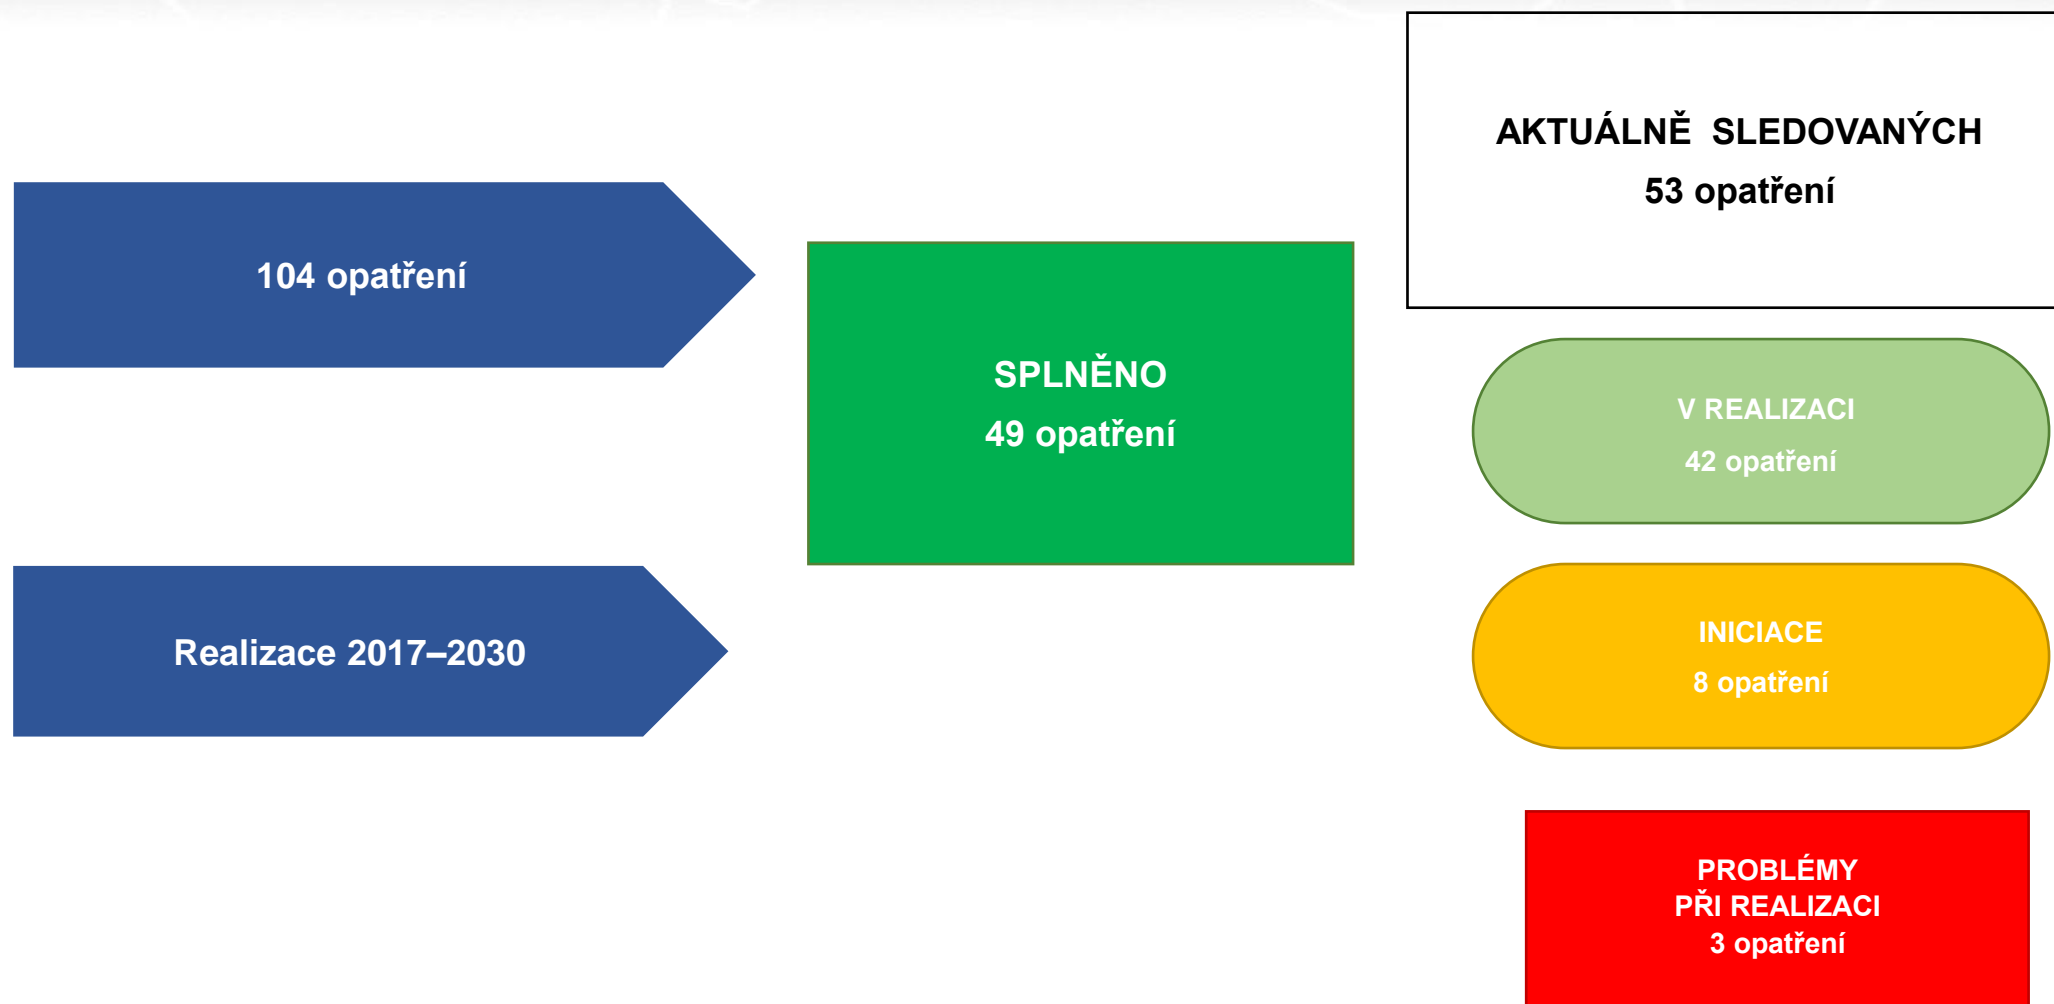 104 opatření
Realizace 2017–2030
SPLNĚNO
49 opatření
AKTUÁLNĚ  SLEDOVANÝCH
53 opatření
V REALIZACI
42 opatření
INICIACE
8 opatření
PROBLÉMY
PŘI REALIZACI
3 opatření